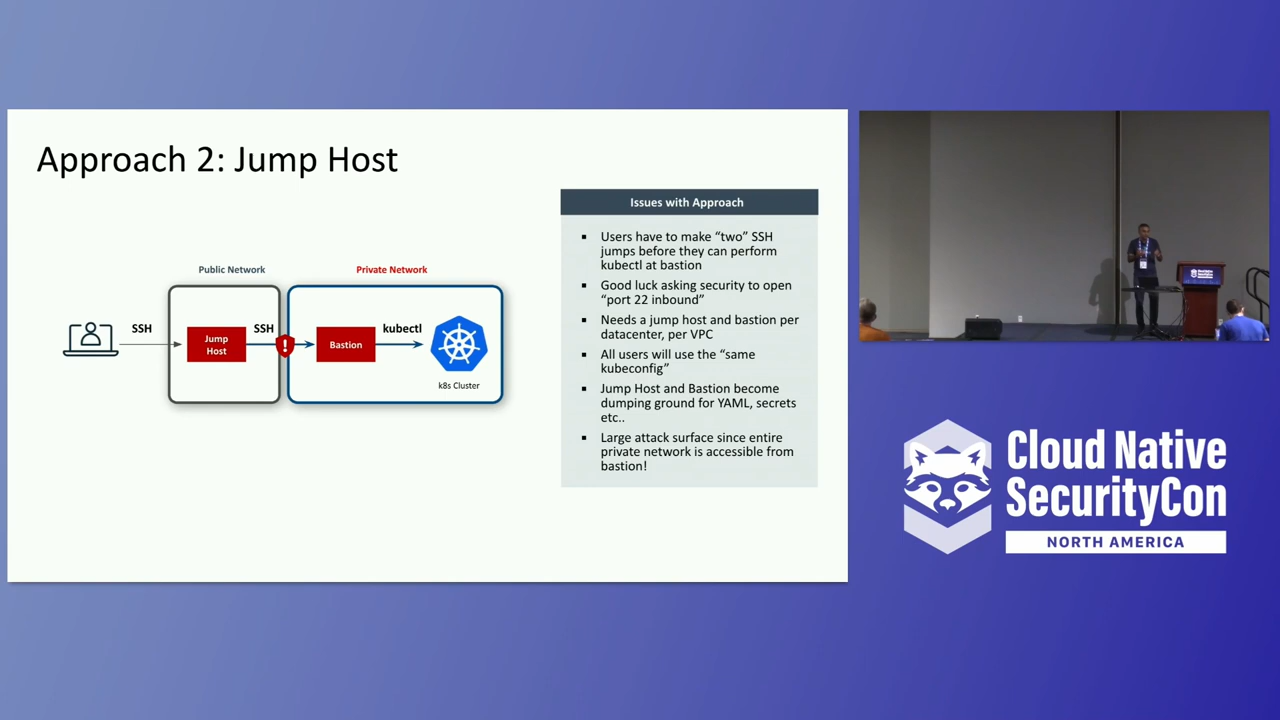 Approach 2: Jump Host
Issues with Approach
▪ Users have to make “two” SSH
jumps before they can perform
kubectl at bastion
▪ Good luck asking security to open
“port 22 inbound”
▪ Needs a jump host and bastion per
datacenter, per VPC
▪ All users will use the “same
kubeconfig”
▪ Jump Host and Bastion become
dumping ground for YAML, secrets
etc..
▪ Large attack surface since entire
private network is accessible from
bastion!
Public Network
Private Network
SSH
Jump
Host
SSH
!
Bastion
kubectl
k8s Cluster
Cloud Native
SecurityCon
NORTH AMERICA